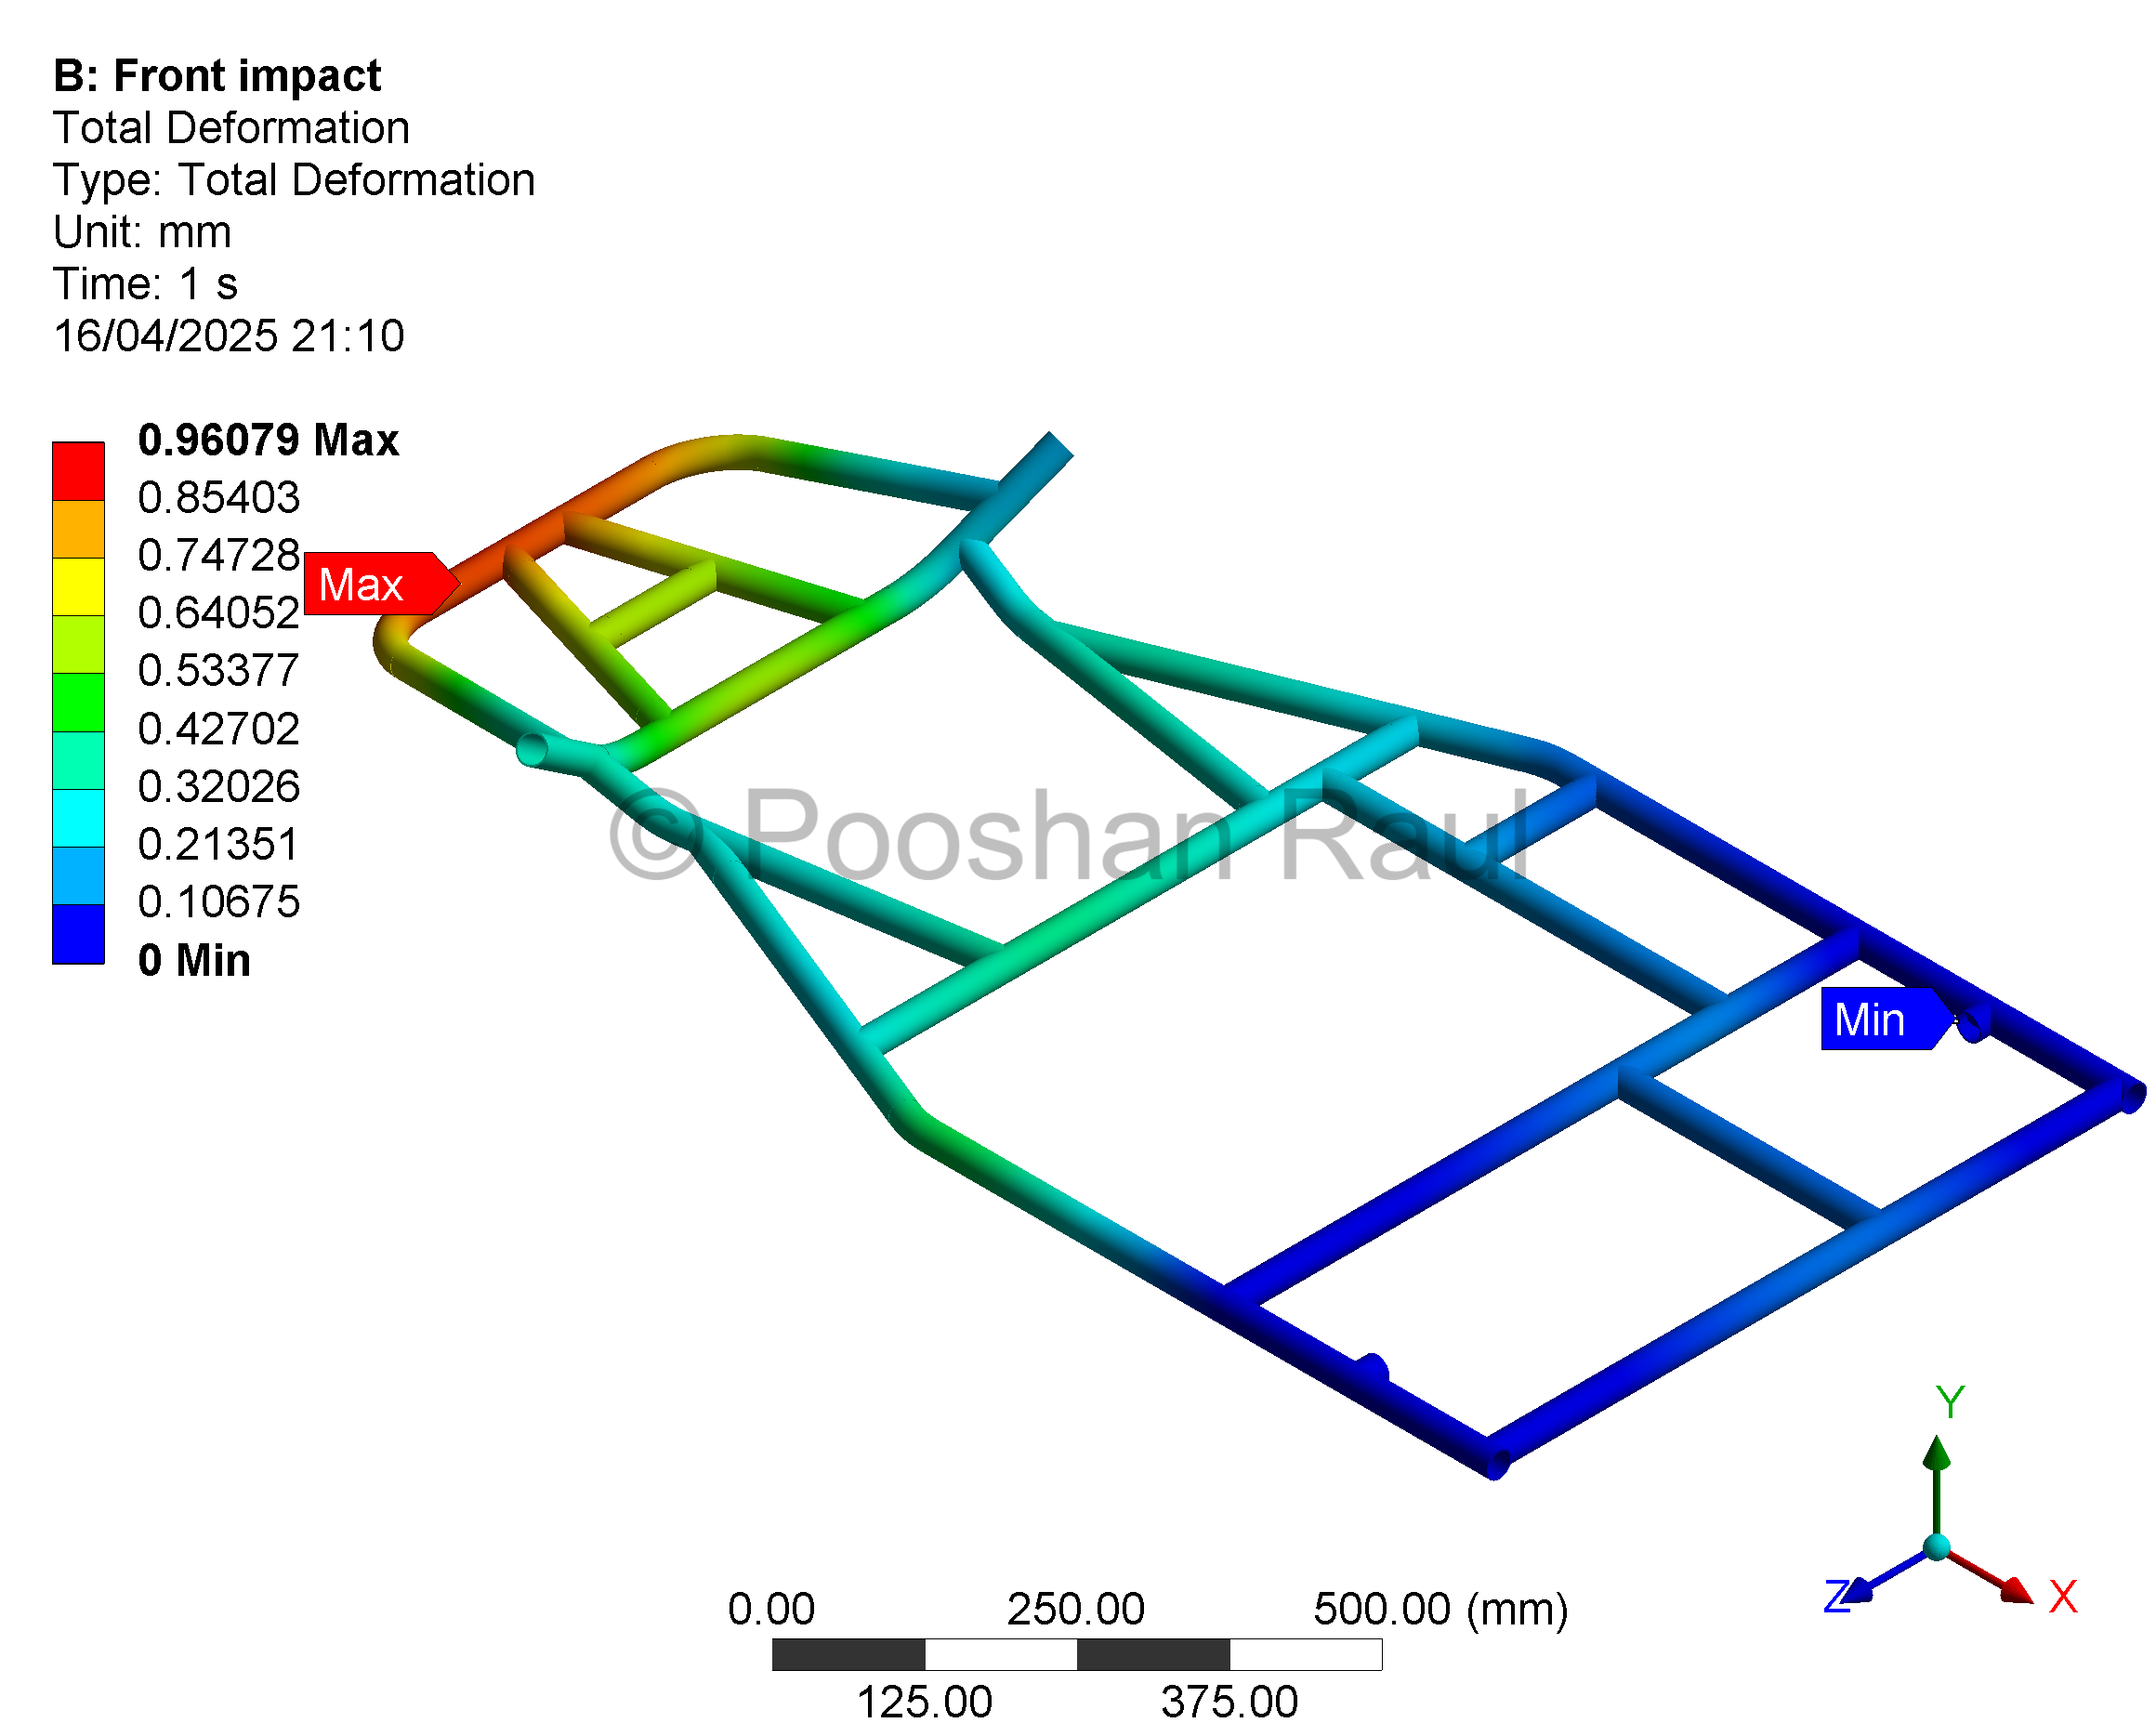 B: Front impact
Total Deformation
Type: Total Deformation
Unit: mm
Time: 1 s
16/04/2025 21:10
0.96079 Max
0.85403
0.74728
0.64052
0.53377
0.42702
0.32026
0.21351
0.10675
0 Min
Max
© Pooshan Raul
Min
Y
Z
X
0.00 250.00 500.00 (mm)
125.00 375.00